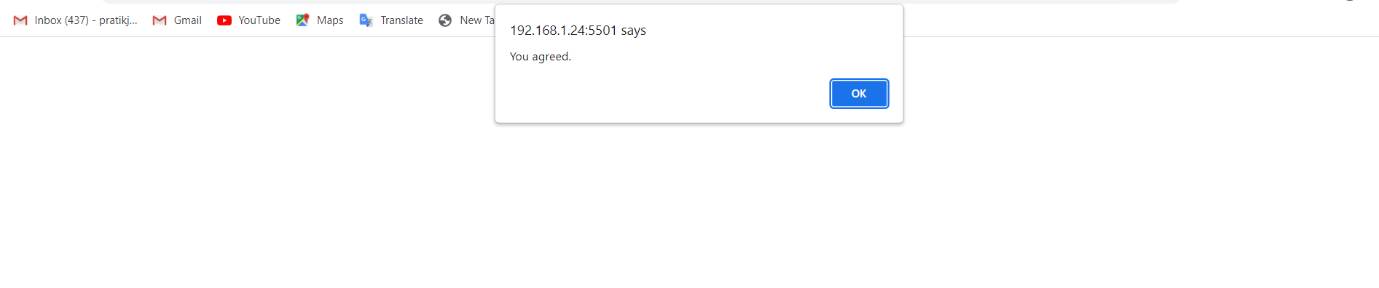 Inbox (437) - pratikj... Gmail YouTube Maps Translate New Ta
192.168.1.24:5501 says
You agreed.
OK